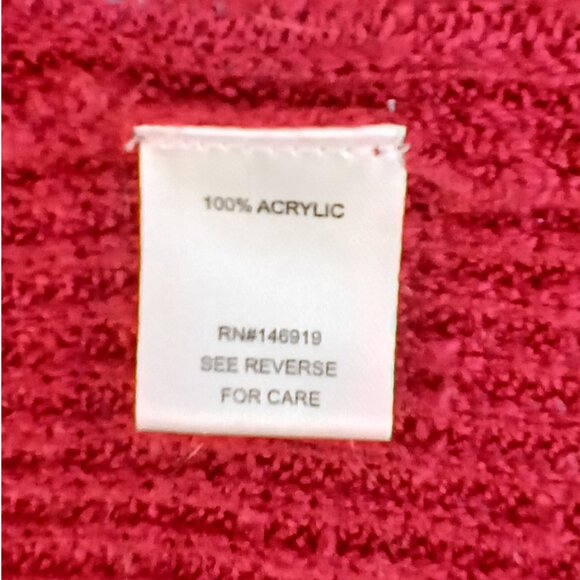 100% ACRYLIC
RN#146919
SEE REVERSE
FOR CARE